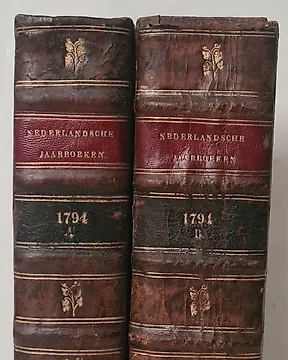 NEDERLANDSCHE
JAARBOEKEN
1794
A
NEDERLANDSCHE
JAARBOEKEN
1794
B